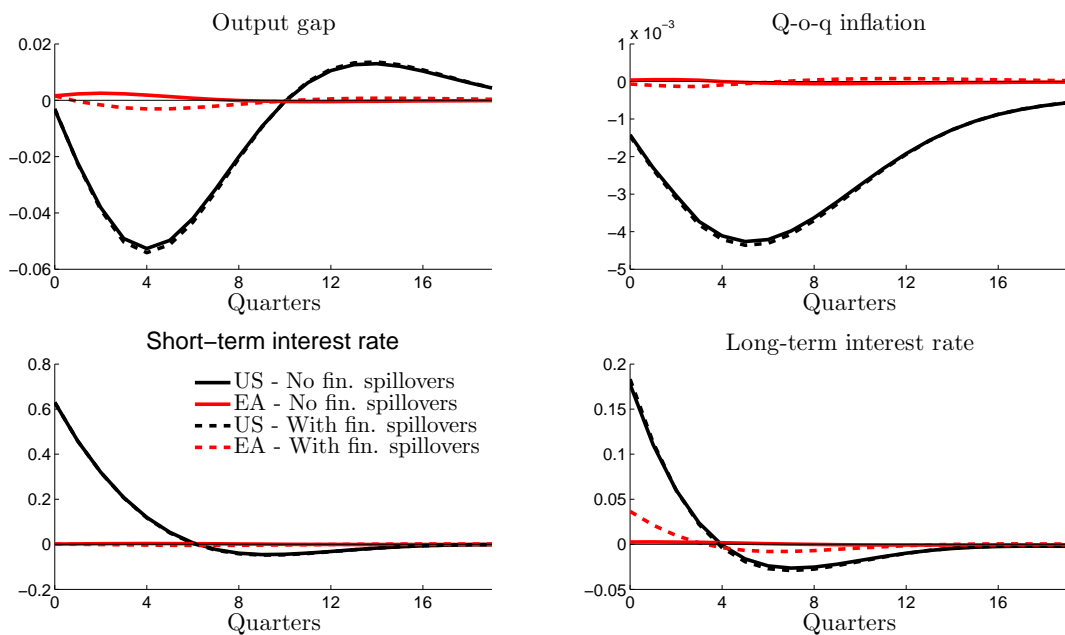 Output gap
0.02
0
−0.02
−0.04
−0.06
0 4 8 12 16
Quarters
Q-o-q inflation
x 10⁻³
1
0
−1
−2
−3
−4
−5
0 4 8 12 16
Quarters
Short−term interest rate
0.8
0.6
0.4
0.2
0
−0.2
US - No fin. spillovers
EA - No fin. spillovers
US - With fin. spillovers
EA - With fin. spillovers
0 4 8 12 16
Quarters
Long-term interest rate
0.2
0.15
0.1
0.05
0
−0.05
0 4 8 12 16
Quarters